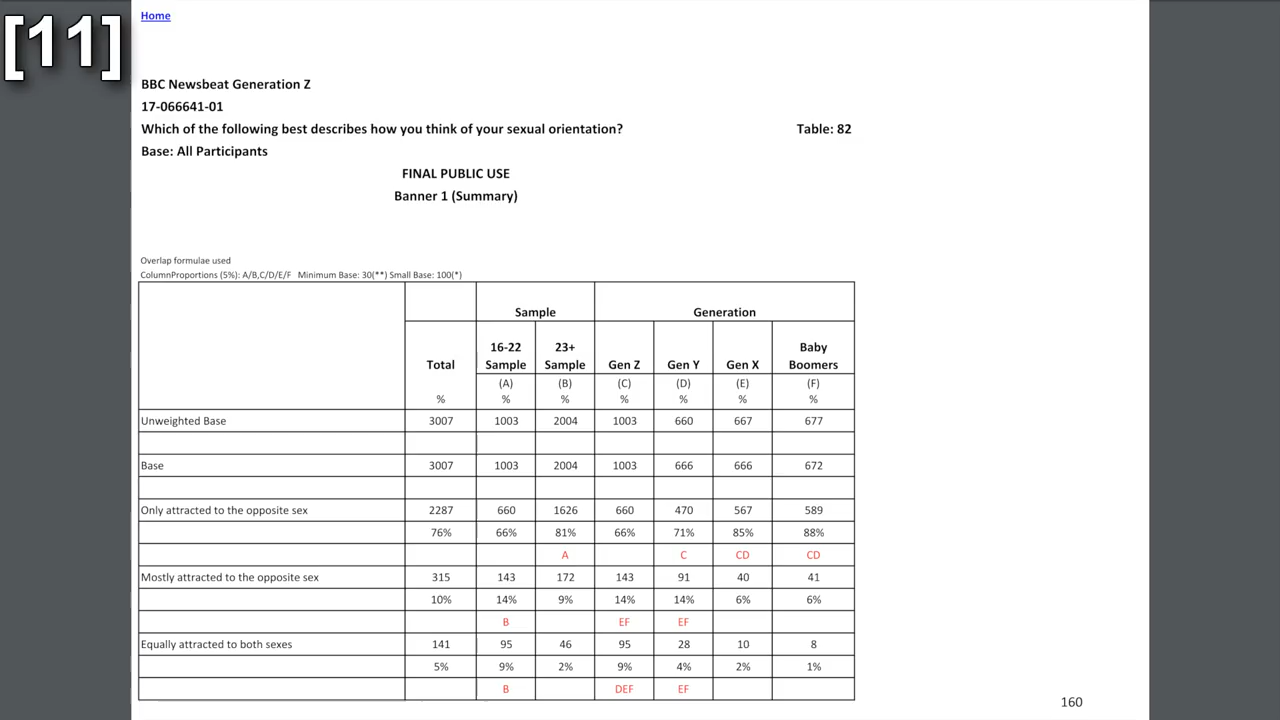 [11]
Home
BBC Newsbeat Generation Z
17-066641-01
Which of the following best describes how you think of your sexual orientation? Table: 82
Base: All Participants
FINAL PUBLIC USE
Banner 1 (Summary)
Overlap formulae used
ColumnProportions (5%): A/B,C/D/E/F Minimum Base: 30(**) Small Base: 100(*)
Sample Generation
16-22 23+ Baby
Total Sample Sample Gen Z Gen Y Gen X Boomers
(A) (B) (C) (D) (E) (F)
% % % % % % %
Unweighted Base 3007 1003 2004 1003 660 667 677
Base 3007 1003 2004 1003 666 666 672
Only attracted to the opposite sex 2287 660 1626 660 470 567 589
76% 66% 81% 66% 71% 85% 88%
A C CD CD
Mostly attracted to the opposite sex 315 143 172 143 91 40 41
10% 14% 9% 14% 14% 6% 6%
B EF EF
Equally attracted to both sexes 141 95 46 95 28 10 8
5% 9% 2% 9% 4% 2% 1%
B DEF EF
160